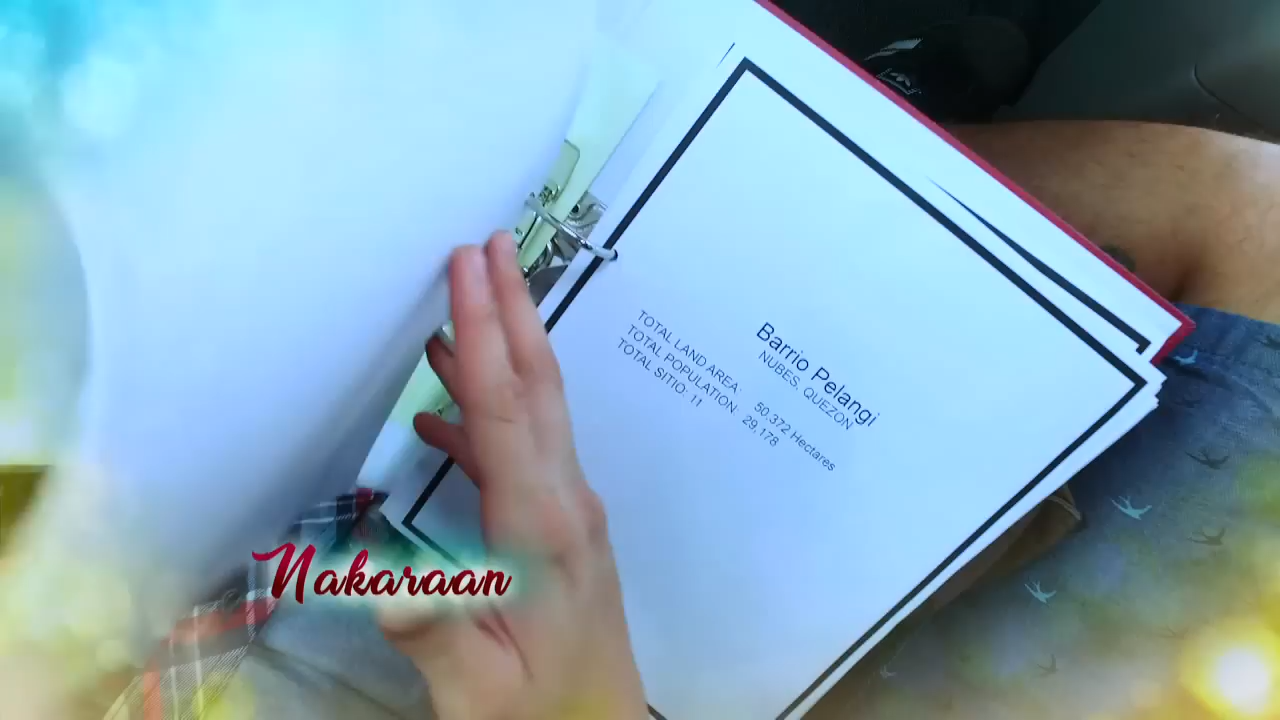 Barrio Pelangi
NUBES, QUEZON
TOTAL LAND AREA: 50.372 Hectares
TOTAL POPULATION: 29,178
TOTAL SITIO: 11
Nakaraan